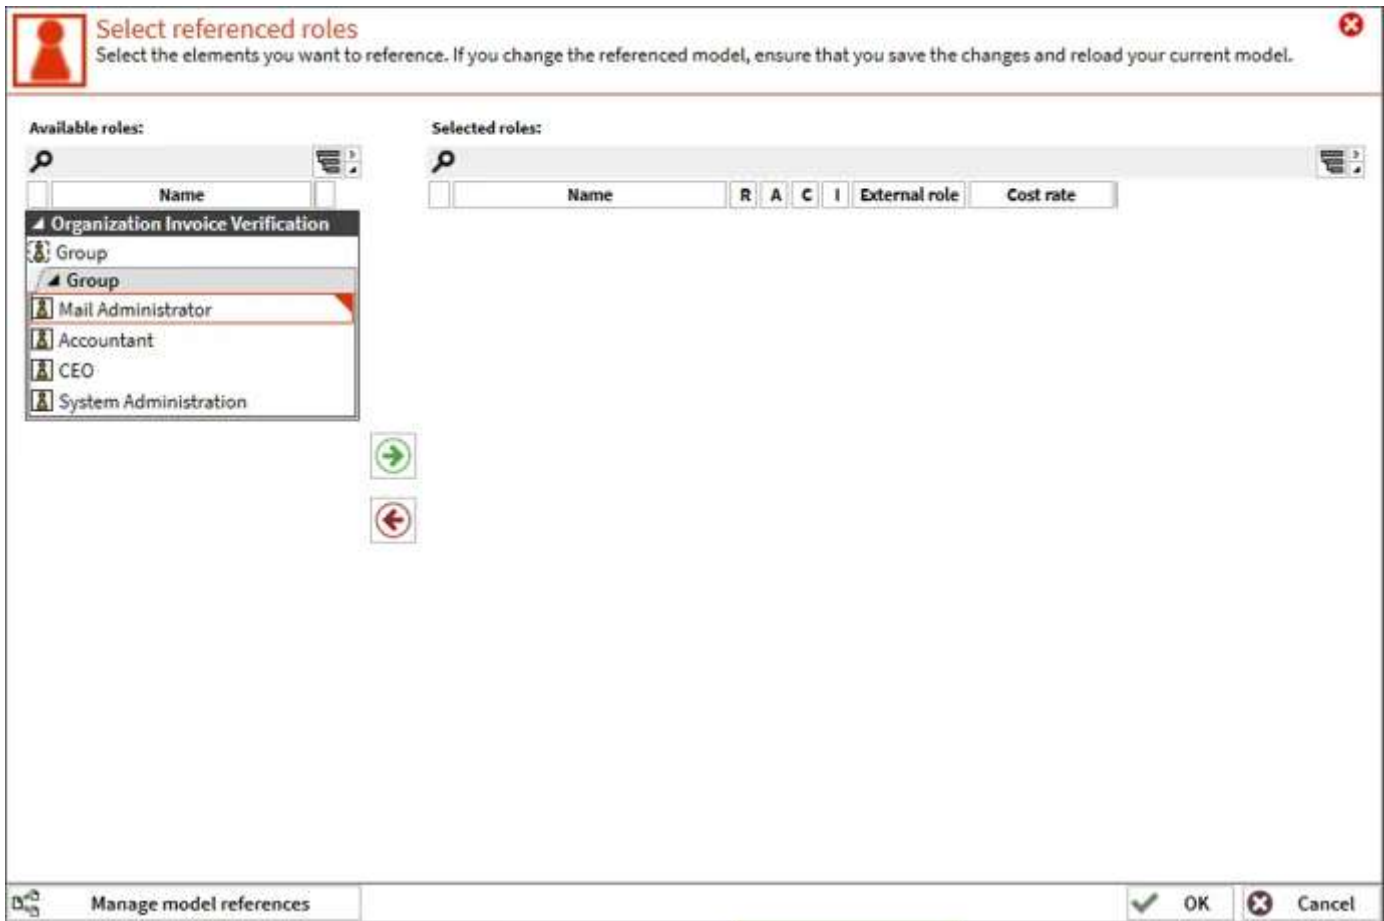 Select referenced roles
Select the elements you want to reference. If you change the referenced model, ensure that you save the changes and reload your current model.
Available roles:
Selected roles:
Name
Name R A C I External role Cost rate
Organization Invoice Verification
Group
Group
Mail Administrator
Accountant
CEO
System Administration
Manage model references
OK
Cancel